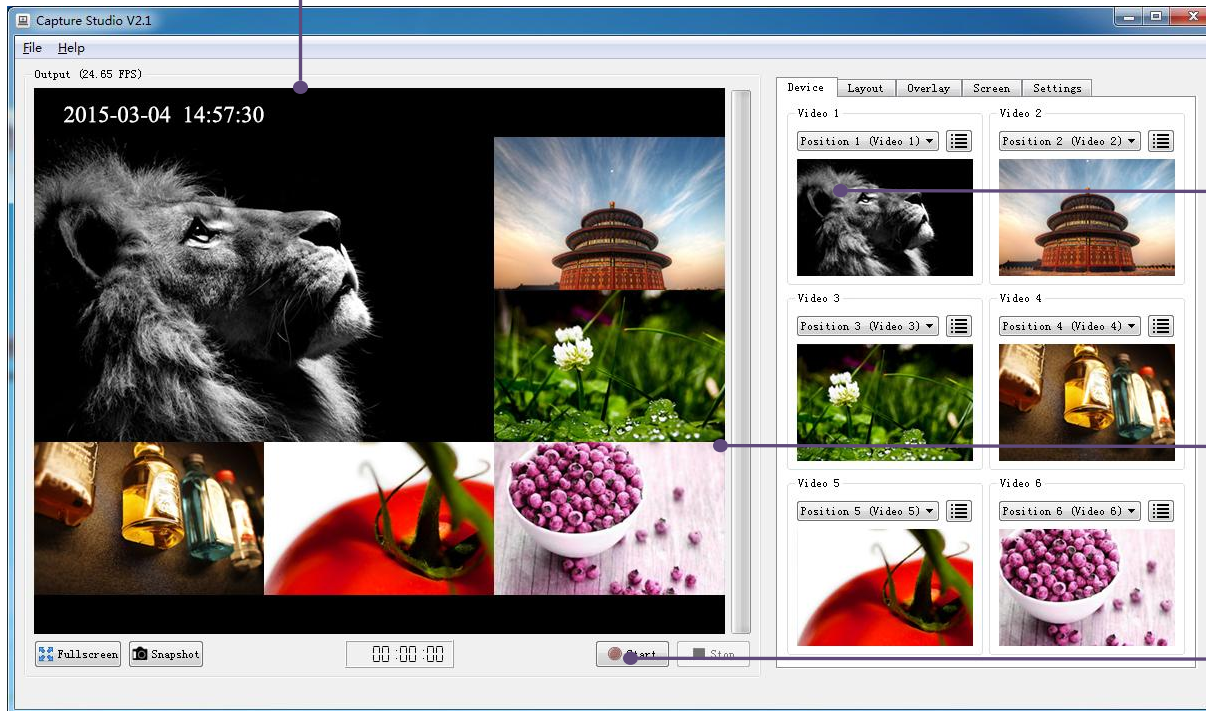 Capture Studio V2.1
File Help
Output (24.65 FPS)
2015-03-04 14:57:30
Fullscreen
Snapshot
00:00:00
Start
Stop
Device Layout Overlay Screen Settings
Video 1
Position 1 (Video 1)
Video 2
Position 2 (Video 2)
Video 3
Position 3 (Video 3)
Video 4
Position 4 (Video 4)
Video 5
Position 5 (Video 5)
Video 6
Position 6 (Video 6)